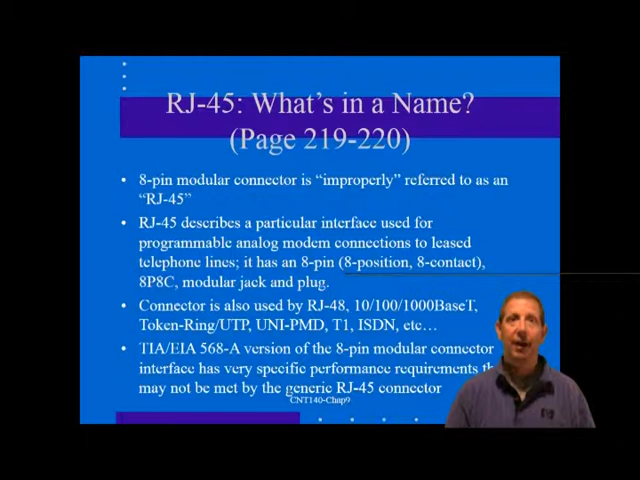 RJ-45: What's in a Name?
(Page 219-220)
• 8-pin modular connector is "improperly" referred to as an
"RJ-45"
• RJ-45 describes a particular interface used for
programmable analog modem connections to leased
telephone lines; it has an 8-pin (8-position, 8-contact),
8P8C, modular jack and plug.
• Connector is also used by RJ-48, 10/100/1000BaseT,
Token-Ring/UTP, UNI-PMD, T1, ISDN, etc…
• TIA/EIA 568-A version of the 8-pin modular connector
interface has very specific performance requirements th
may not be met by the generic RJ-45 connector
CNT140-Chap9